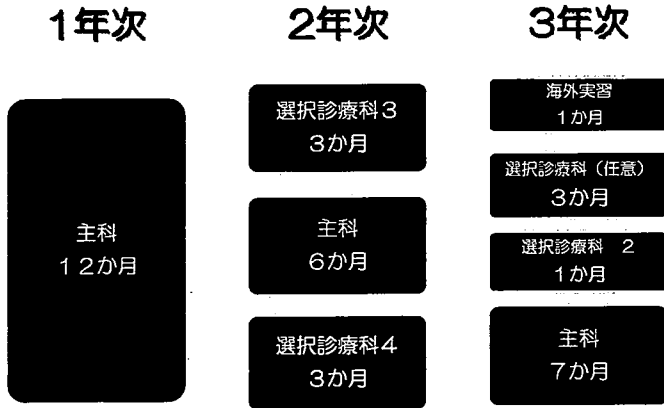 1年次
2年次
3年次
主科
12か月
選択診療科3
3か月
主科
6か月
選択診療科4
3か月
海外実習
1か月
選択診療科(任意)
3か月
選択診療科 2
1か月
主科
7か月